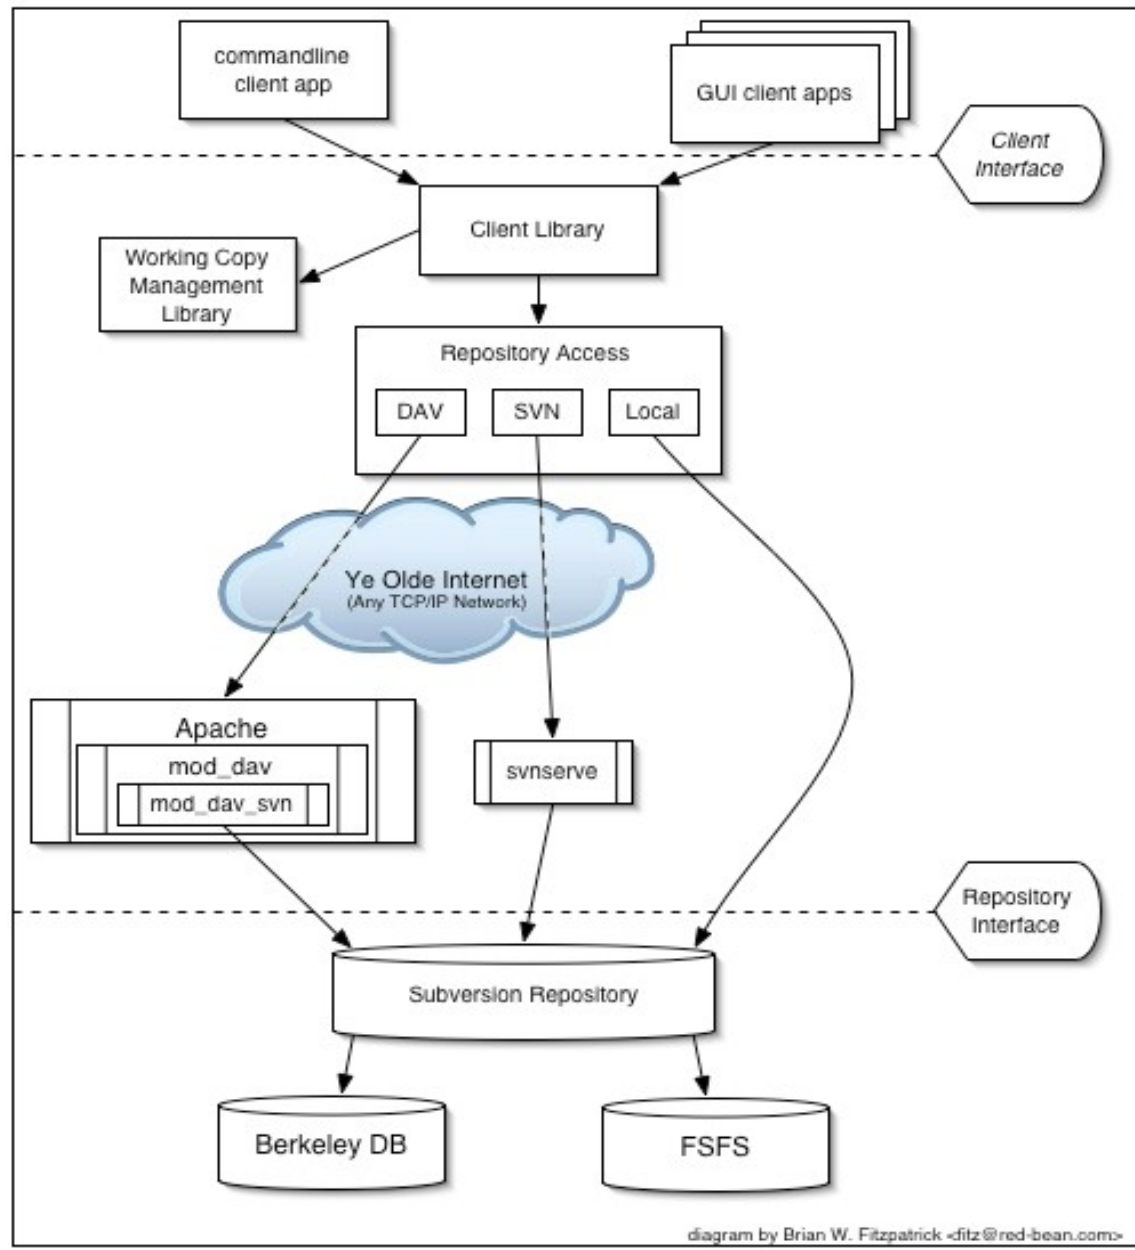 commandline
client app
GUI client apps
Client
Interface
Client Library
Working Copy
Management
Library
Repository Access
DAV
SVN
Local
Ye Olde Internet
(Any TCP/IP Network)
Apache
mod_dav
mod_dav_svn
svnserve
Repository
Interface
Subversion Repository
Berkeley DB
FSFS
diagram by Brian W. Fitzpatrick <fitz@red-bean.com>